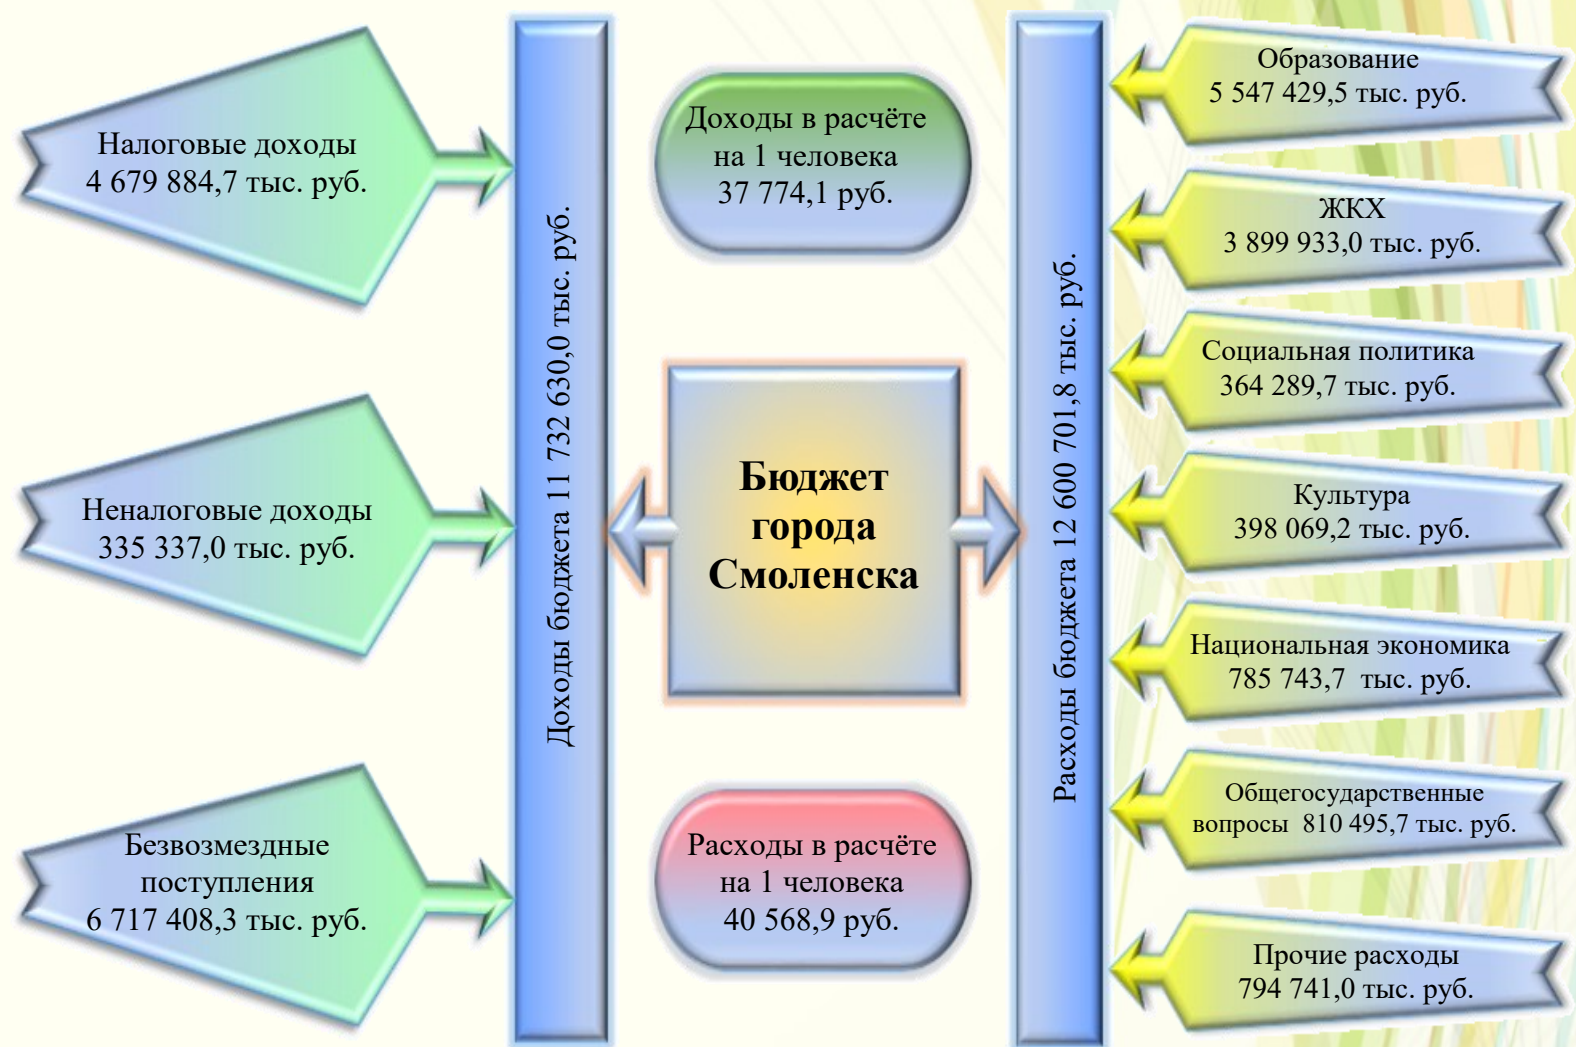 Налоговые доходы
4 679 884,7 тыс. руб.
Неналоговые доходы
335 337,0 тыс. руб.
Безвозмездные
поступления
6 717 408,3 тыс. руб.
Доходы бюджета 11 732 630,0 тыс. руб.
Доходы в расчёте
на 1 человека
37 774,1 руб.
Бюджет
города
Смоленска
Расходы в расчёте
на 1 человека
40 568,9 руб.
Расходы бюджета 12 600 701,8 тыс. руб.
Образование
5 547 429,5 тыс. руб.
ЖКХ
3 899 933,0 тыс. руб.
Социальная политика
364 289,7 тыс. руб.
Культура
398 069,2 тыс. руб.
Национальная экономика
785 743,7 тыс. руб.
Общегосударственные
вопросы 810 495,7 тыс. руб.
Прочие расходы
794 741,0 тыс. руб.